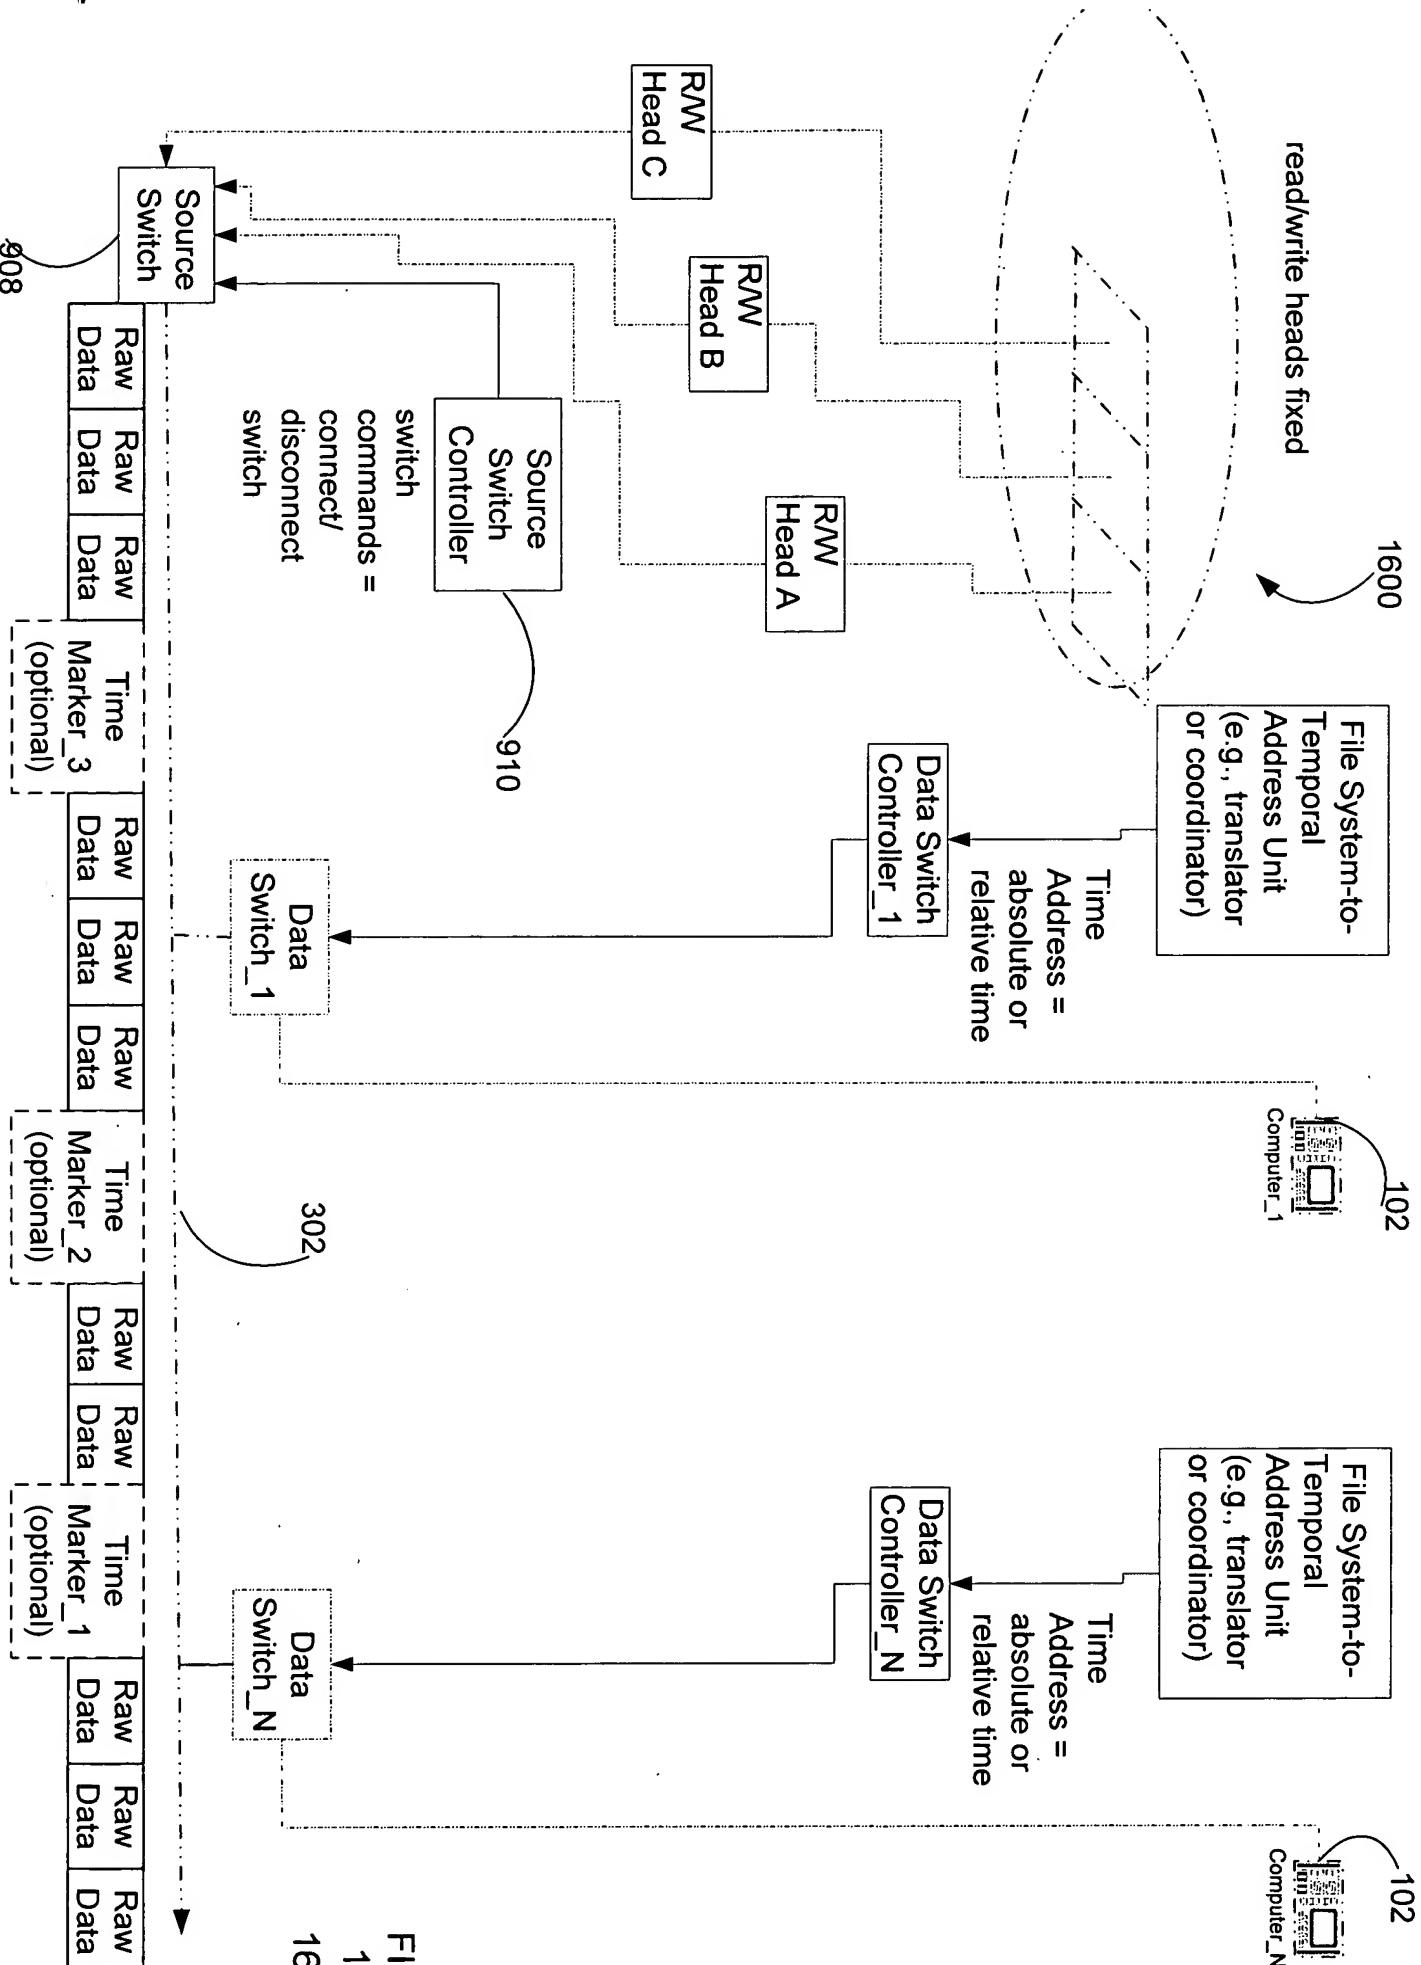 read/write heads fixed
1600
File System-to-
Temporal
Address Unit
(e.g., translator
or coordinator)
102
Computer_1
File System-to-
Temporal
Address Unit
(e.g., translator
or coordinator)
102
Computer_N
R/W
Head C
R/W
Head B
R/W
Head A
Data Switch
Controller_1
Time
Address =
absolute or
relative time
Data Switch
Controller_N
Time
Address =
absolute or
relative time
Source
Switch
Controller
910
switch
commands =
connect/
disconnect
switch
Source
Switch
908
Data
Switch_1
302
Data
Switch_N
Raw
Data
Raw
Data
Raw
Data
Time
Marker_3
(optional)
Raw
Data
Raw
Data
Raw
Data
Time
Marker_2
(optional)
Raw
Data
Raw
Data
Time
Marker_1
(optional)
Raw
Data
Raw
Data
Raw
Data